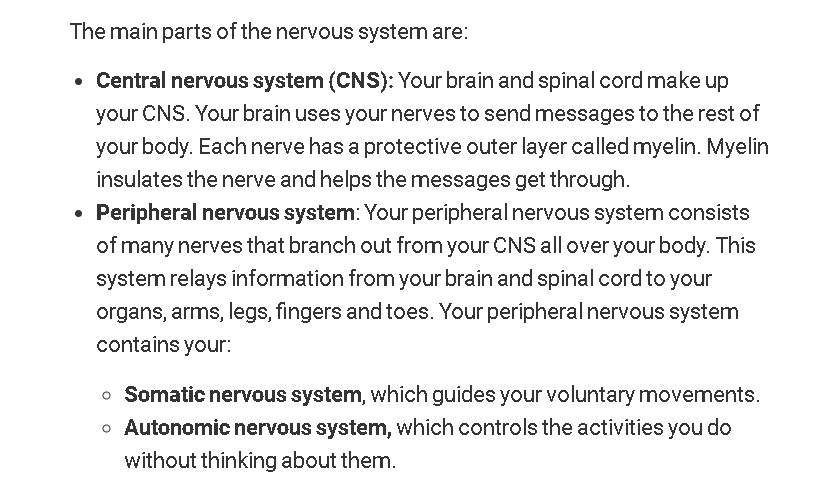 The main parts of the nervous system are:
• Central nervous system (CNS): Your brain and spinal cord make up
your CNS. Your brain uses your nerves to send messages to the rest of
your body. Each nerve has a protective outer layer called myelin. Myelin
insulates the nerve and helps the messages get through.
• Peripheral nervous system: Your peripheral nervous system consists
of many nerves that branch out from your CNS all over your body. This
system relays information from your brain and spinal cord to your
organs, arms, legs, fingers and toes. Your peripheral nervous system
contains your:
◦ Somatic nervous system, which guides your voluntary movements.
◦ Autonomic nervous system, which controls the activities you do
without thinking about them.